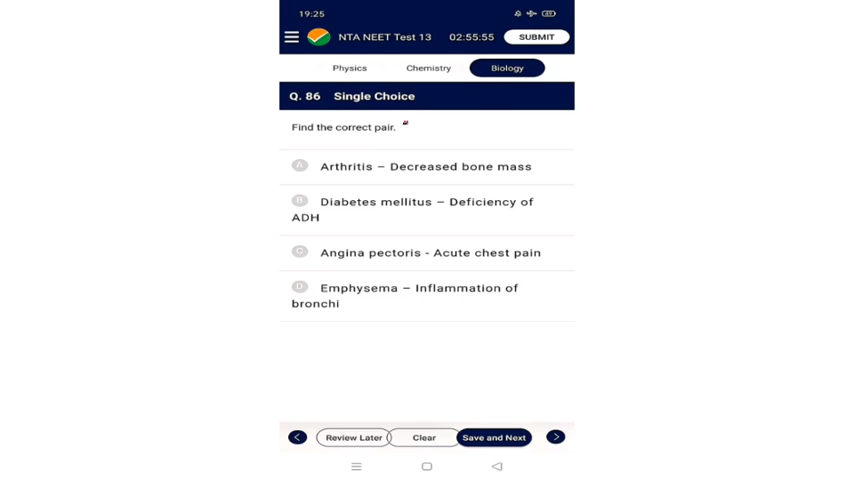 19:25
NTA NEET Test 13 02:55:55 SUBMIT
Physics Chemistry Biology
Q. 86 Single Choice
Find the correct pair.
A Arthritis – Decreased bone mass
B Diabetes mellitus – Deficiency of
ADH
C Angina pectoris - Acute chest pain
D Emphysema – Inflammation of
bronchi
Review Later Clear Save and Next